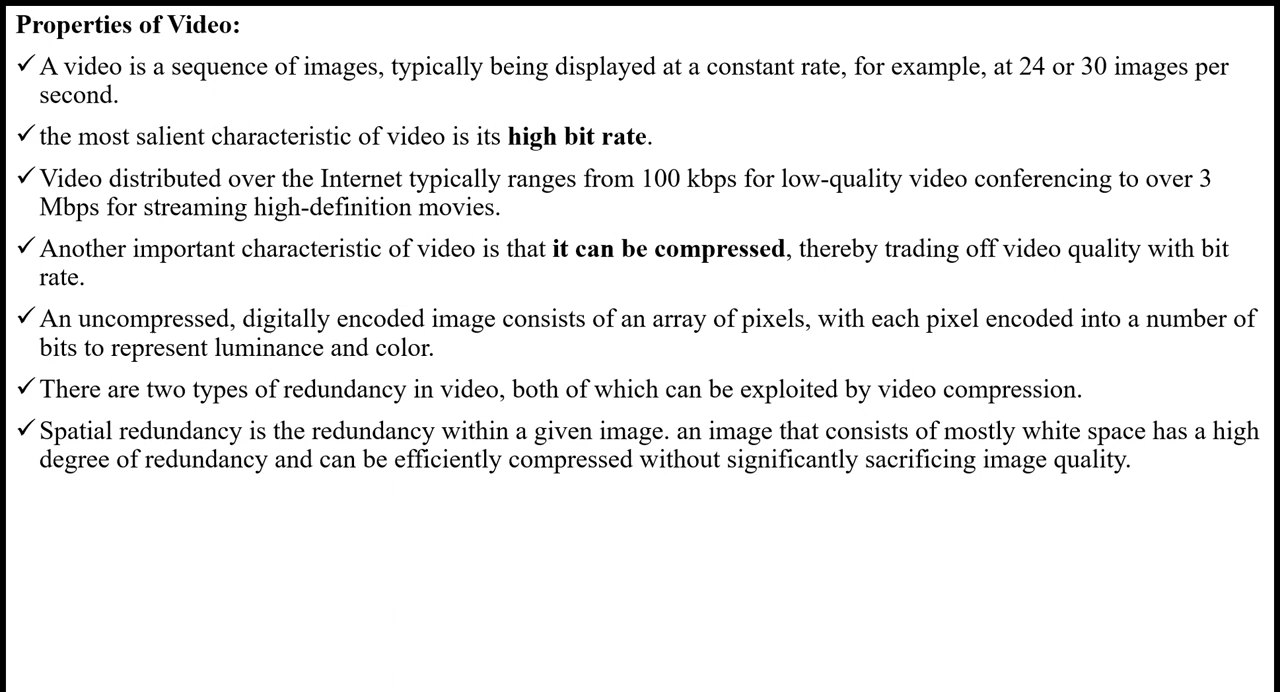 Properties of Video:
✓ A video is a sequence of images, typically being displayed at a constant rate, for example, at 24 or 30 images per
second.
✓ the most salient characteristic of video is its high bit rate.
✓ Video distributed over the Internet typically ranges from 100 kbps for low-quality video conferencing to over 3
Mbps for streaming high-definition movies.
✓ Another important characteristic of video is that it can be compressed, thereby trading off video quality with bit
rate.
✓ An uncompressed, digitally encoded image consists of an array of pixels, with each pixel encoded into a number of
bits to represent luminance and color.
✓ There are two types of redundancy in video, both of which can be exploited by video compression.
✓ Spatial redundancy is the redundancy within a given image. an image that consists of mostly white space has a high
degree of redundancy and can be efficiently compressed without significantly sacrificing image quality.